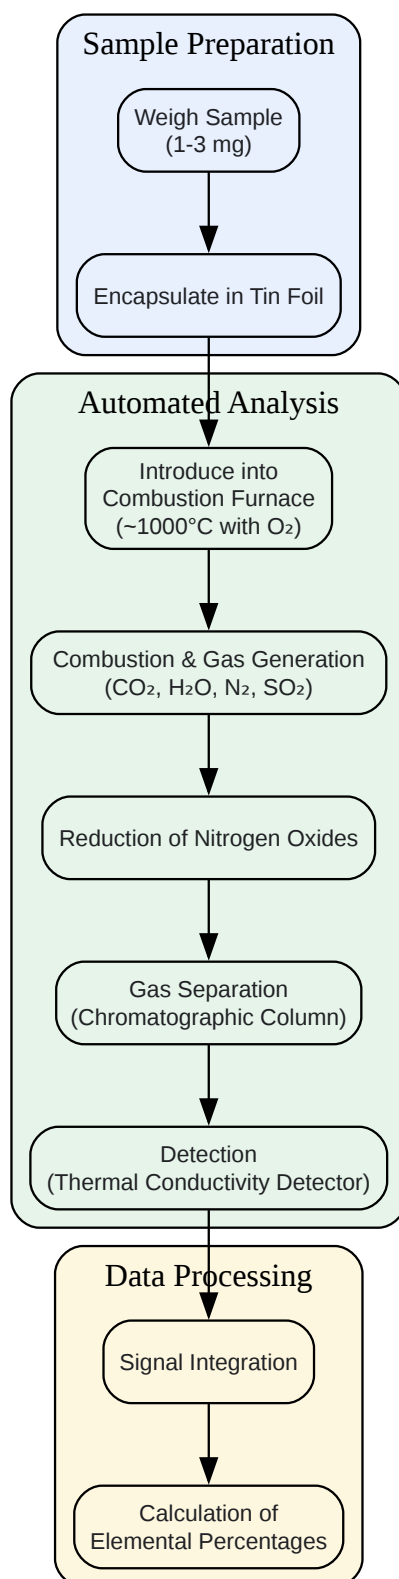 Sample Preparation
Weigh Sample
(1-3 mg)
Encapsulate in Tin Foil
Automated Analysis
Introduce into
Combustion Furnace
(~1000°C with O₂)
Combustion & Gas Generation
(CO₂, H₂O, N₂, SO₂)
Reduction of Nitrogen Oxides
Gas Separation
(Chromatographic Column)
Detection
(Thermal Conductivity Detector)
Data Processing
Signal Integration
Calculation of
Elemental Percentages